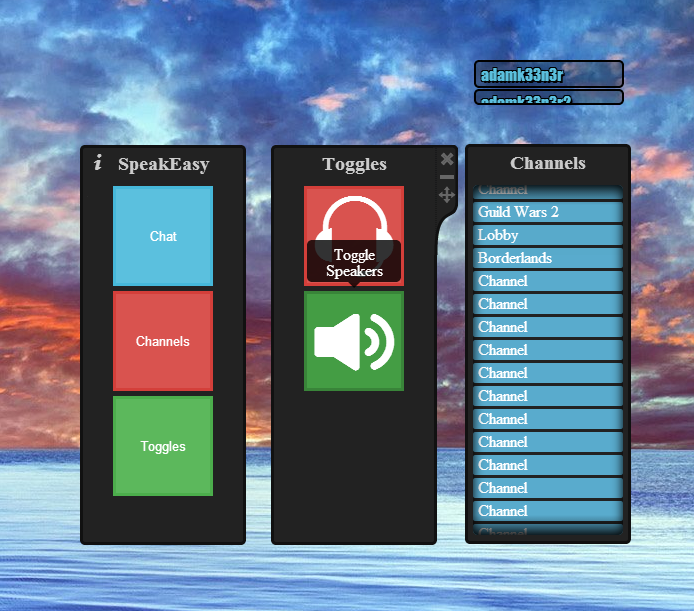 adamk33n3r
adamk33n3r2
i SpeakEasy
Chat
Channels
Toggles
Toggles
Toggle
Speakers
Channels
Channel
Guild Wars 2
Lobby
Borderlands
Channel
Channel
Channel
Channel
Channel
Channel
Channel
Channel
Channel
Channel
Channel
Channel